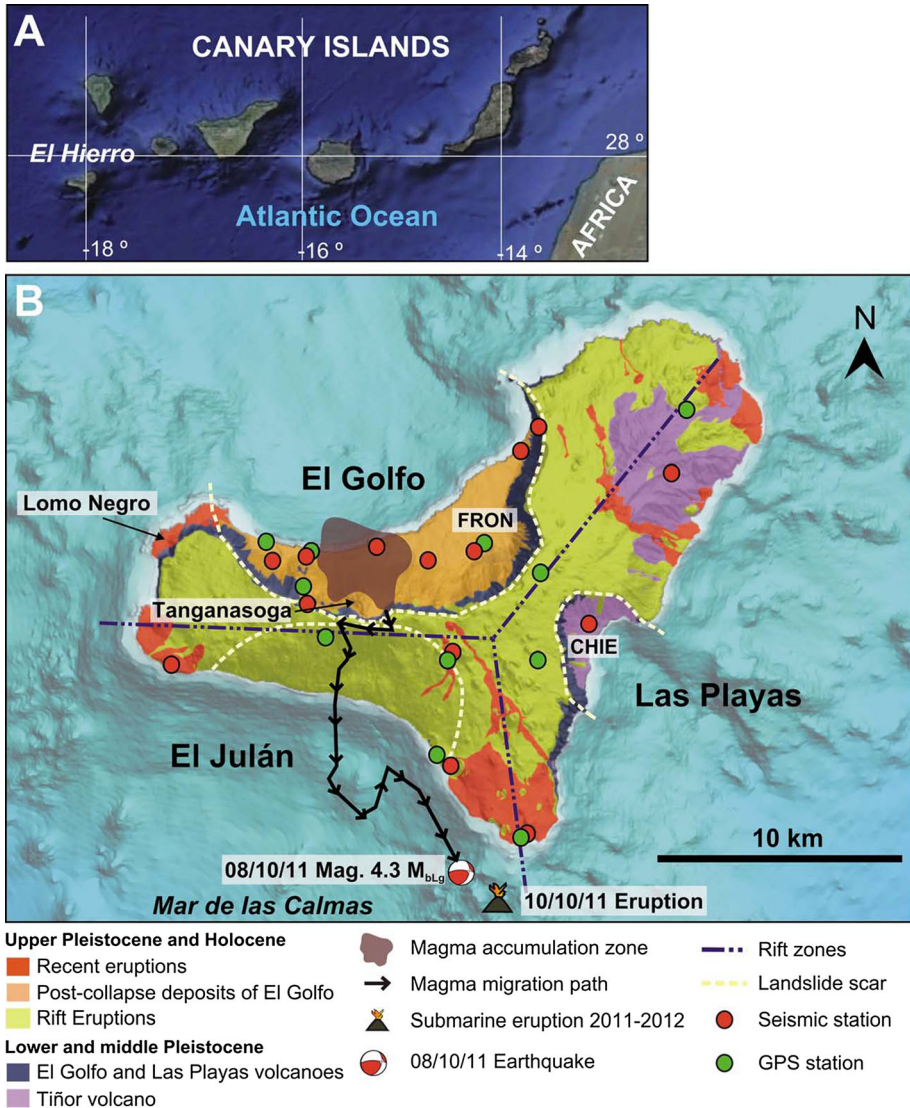 A
CANARY ISLANDS
El Hierro
28 º
Atlantic Ocean
AFRICA
-18 º
-16 º
-14 º
B
N
El Golfo
Lomo Negro
FRON
Tanganasoga
CHIE
Las Playas
El Julán
10 km
08/10/11 Mag. 4.3 MbLg
10/10/11 Eruption
Mar de las Calmas
Upper Pleistocene and Holocene
Recent eruptions
Post-collapse deposits of El Golfo
Rift Eruptions
Lower and middle Pleistocene
El Golfo and Las Playas volcanoes
Tiñor volcano
Magma accumulation zone
Magma migration path
Submarine eruption 2011-2012
08/10/11 Earthquake
Rift zones
Landslide scar
Seismic station
GPS station